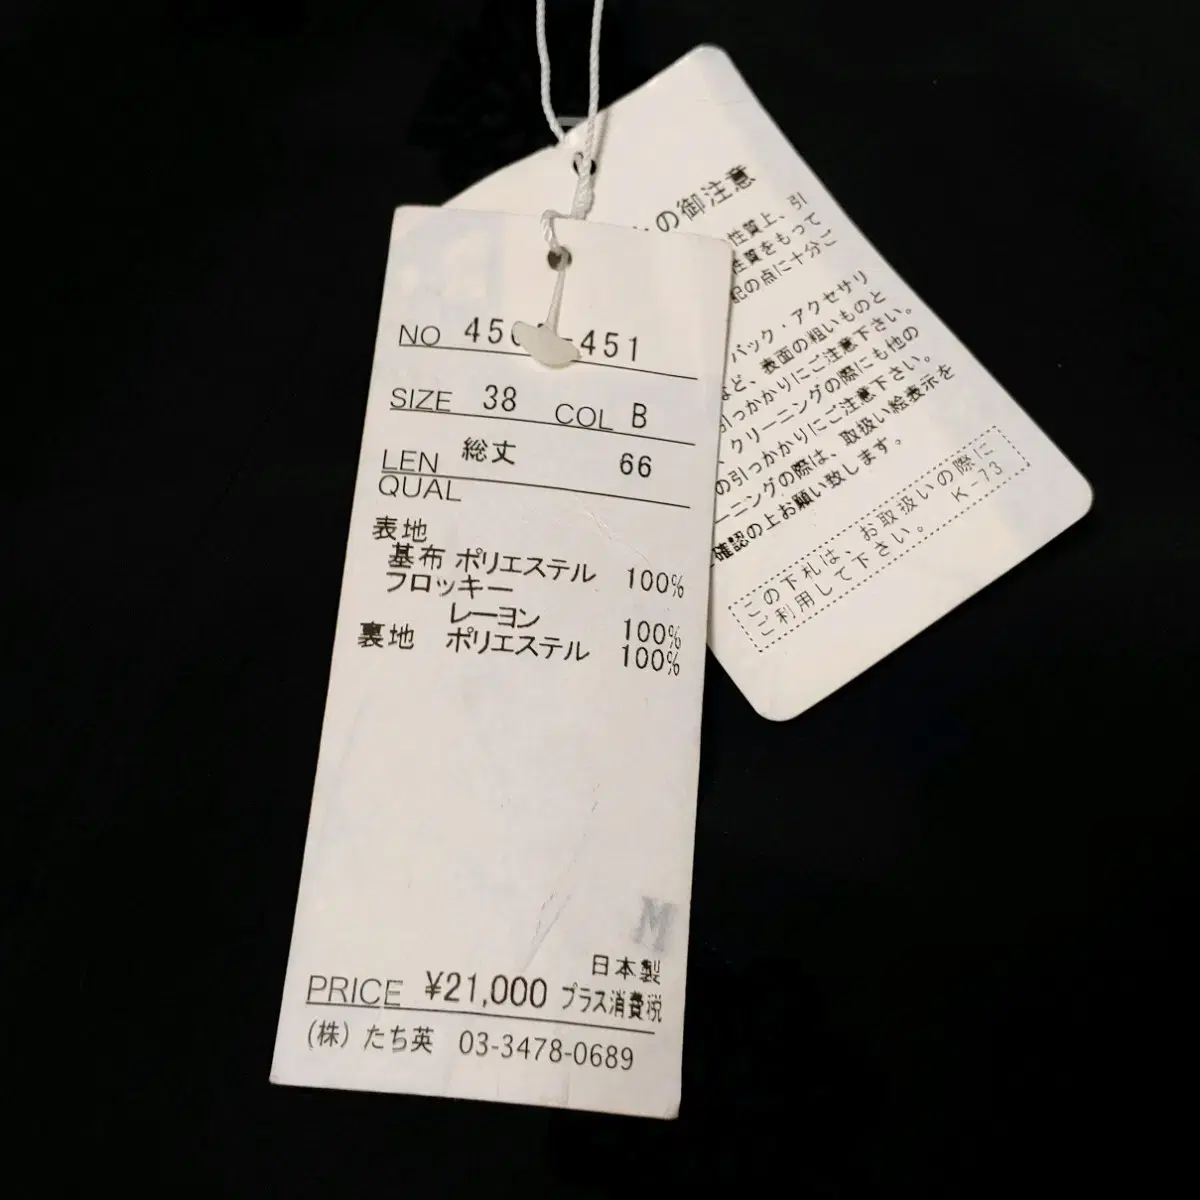 NO 450 -451
SIZE 38 COL B
LEN 総丈 66
QUAL
表地
基布 ポリエステル 100%
フロッキー
レーヨン 100%
裏地 ポリエステル 100%
M
日本製
PRICE ¥21,000 プラス消費税
(株) たち英 03-3478-0689
の御注意
性質上、引
性質をもって
記の点に十分ご
バック・アクセサリ
など、表面の粗いものと
引っかかりにご注意下さい。
クリーニングの際にも他の
の引っかかりにご注意下さい。
ーニングの際は、取扱い絵表示を
確認の上お願い致します。
この下札は、お取扱いの際に
ご利用して下さい。 K-73